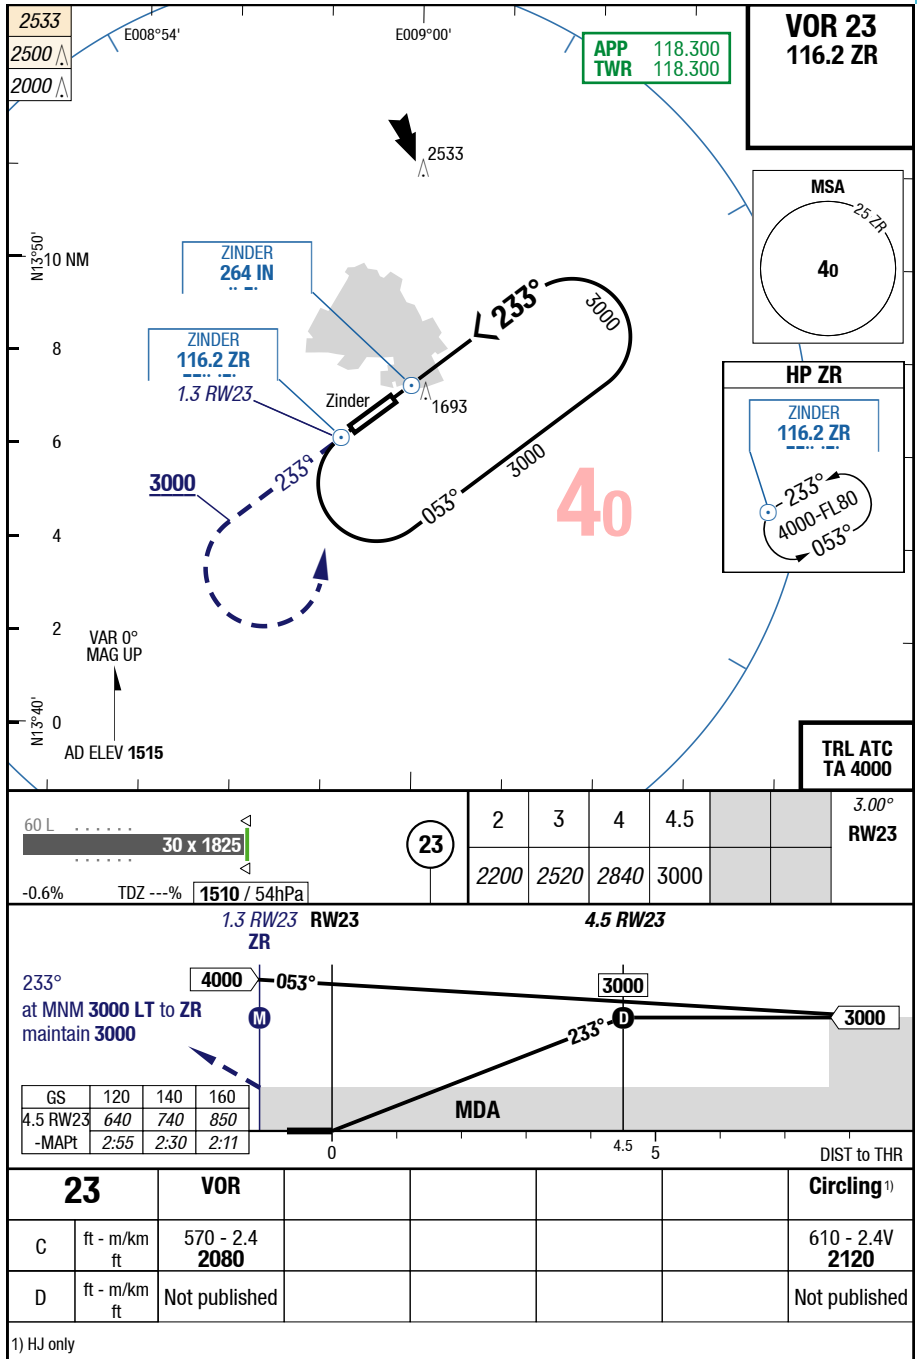 2533
2500
2000
E008°54'
E009°00'
APP 118.300
TWR 118.300
VOR 23
116.2 ZR
2533
MSA
25 ZR
40
N13°50'
10 NM
ZINDER
264 IN
233°
3000
8
ZINDER
116.2 ZR
1.3 RW23
Zinder
1693
HP ZR
ZINDER
116.2 ZR
233°
4000-FL80
053°
6
3000
233°
053°
3000
40
4
2
VAR 0°
MAG UP
N13°40'
0
AD ELEV 1515
TRL ATC
TA 4000
60 L
30 x 1825
-0.6% TDZ ---% 1510 / 54hPa
23
2 3 4 4.5
2200 2520 2840 3000
3.00°
RW23
1.3 RW23 RW23 4.5 RW23
ZR
233°
at MNM 3000 LT to ZR
maintain 3000
4000 053° 3000
M 233° D 3000
GS 120 140 160
4.5 RW23 640 740 850
-MAPt 2:55 2:30 2:11
MDA
0 4.5 5 DIST to THR
23 VOR Circling 1)
C ft - m/km 570 - 2.4 610 - 2.4V
ft 2080 2120
D ft - m/km Not published Not published
ft
1) HJ only